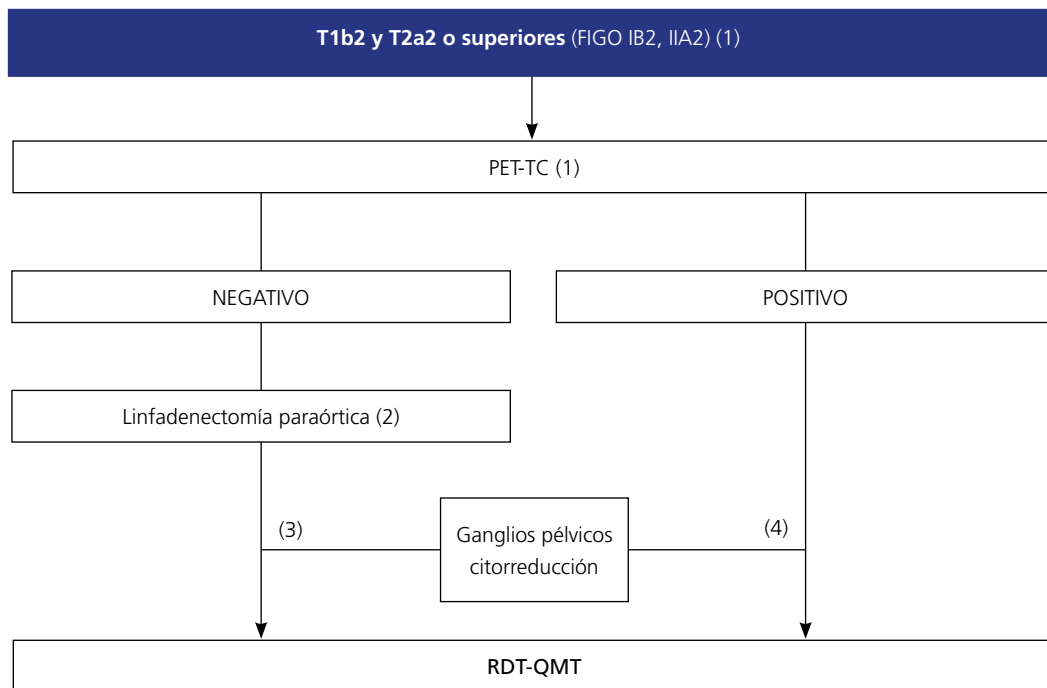 T1b2 y T2a2 o superiores (FIGO IB2, IIA2) (1)
PET-TC (1)
NEGATIVO
POSITIVO
Linfadenectomía paraórtica (2)
(3)
Ganglios pélvicos
citorreducción
(4)
RDT-QMT